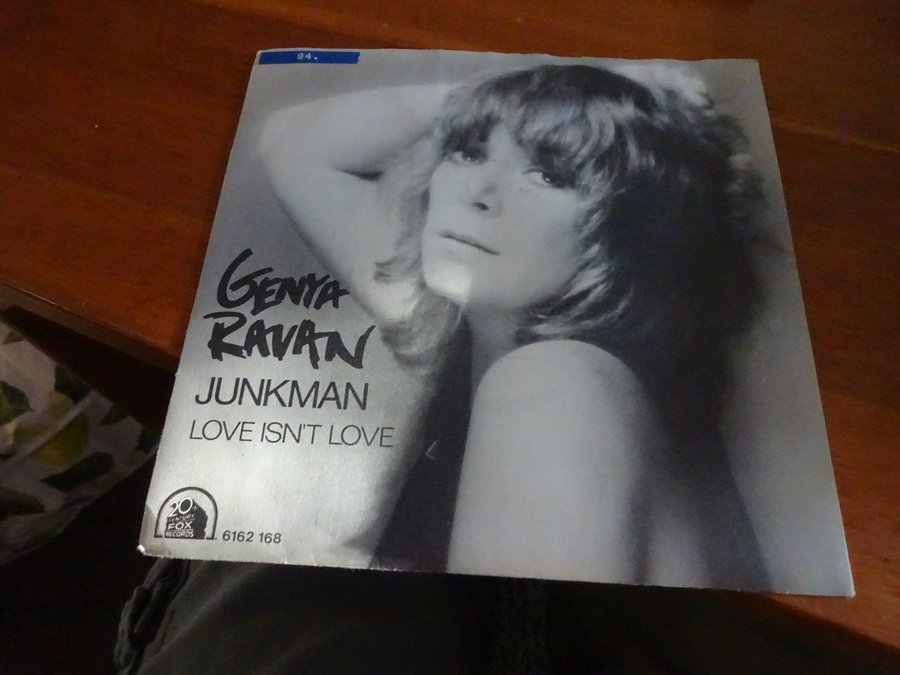 94.
GENYA
RAVAN
JUNKMAN
LOVE ISN'T LOVE
20th
CENTURY
FOX
RECORDS
6162 168